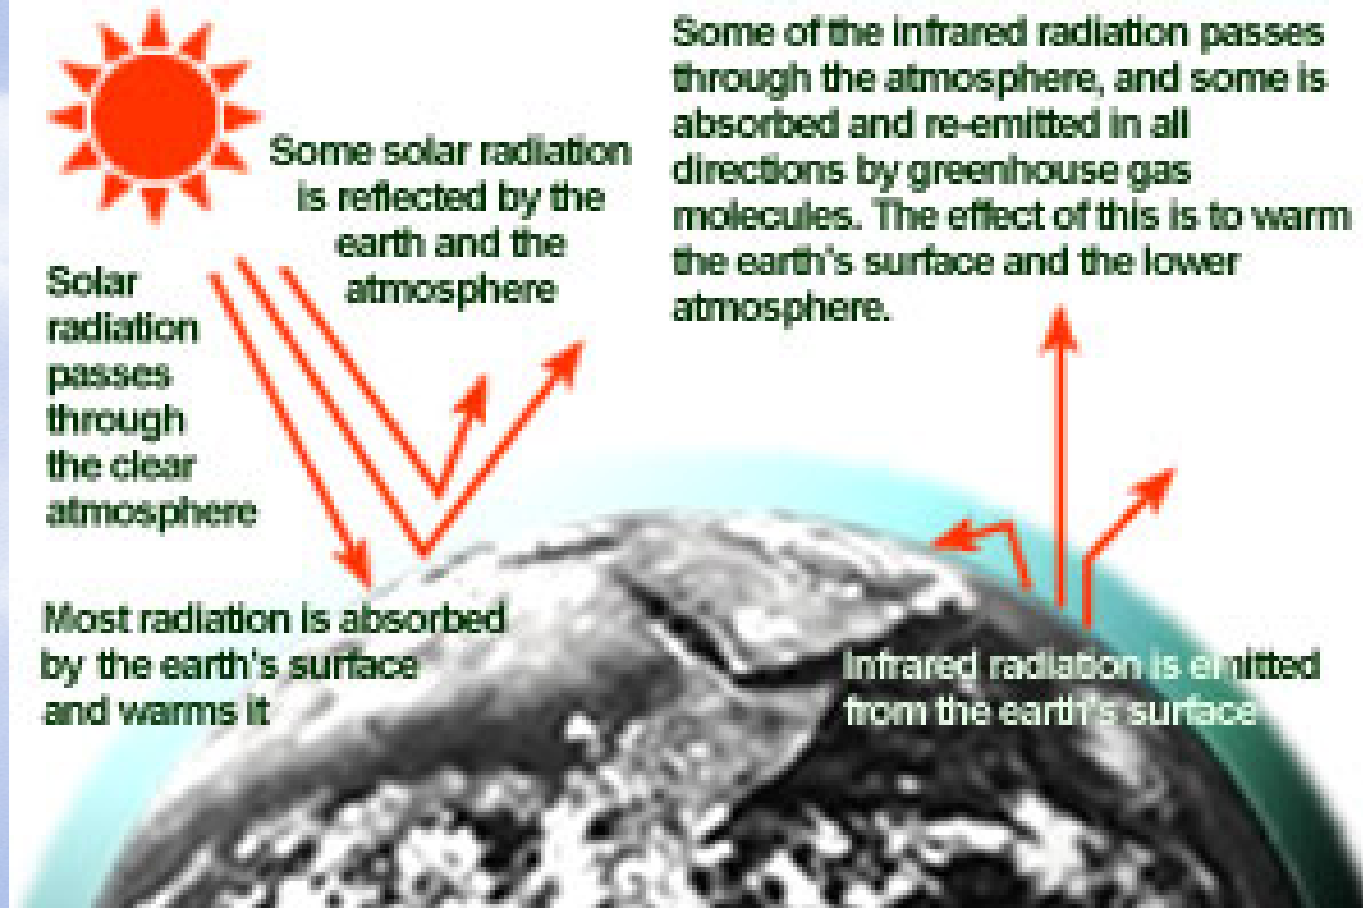 Some solar radiation
is reflected by the
earth and the
atmosphere
Solar
radiation
passes
through
the clear
atmosphere
Most radiation is absorbed
by the earth's surface
and warms it
Some of the infrared radiation passes
through the atmosphere, and some is
absorbed and re-emitted in all
directions by greenhouse gas
molecules. The effect of this is to warm
the earth's surface and the lower
atmosphere.
Infrared radiation is emitted
from the earth's surface